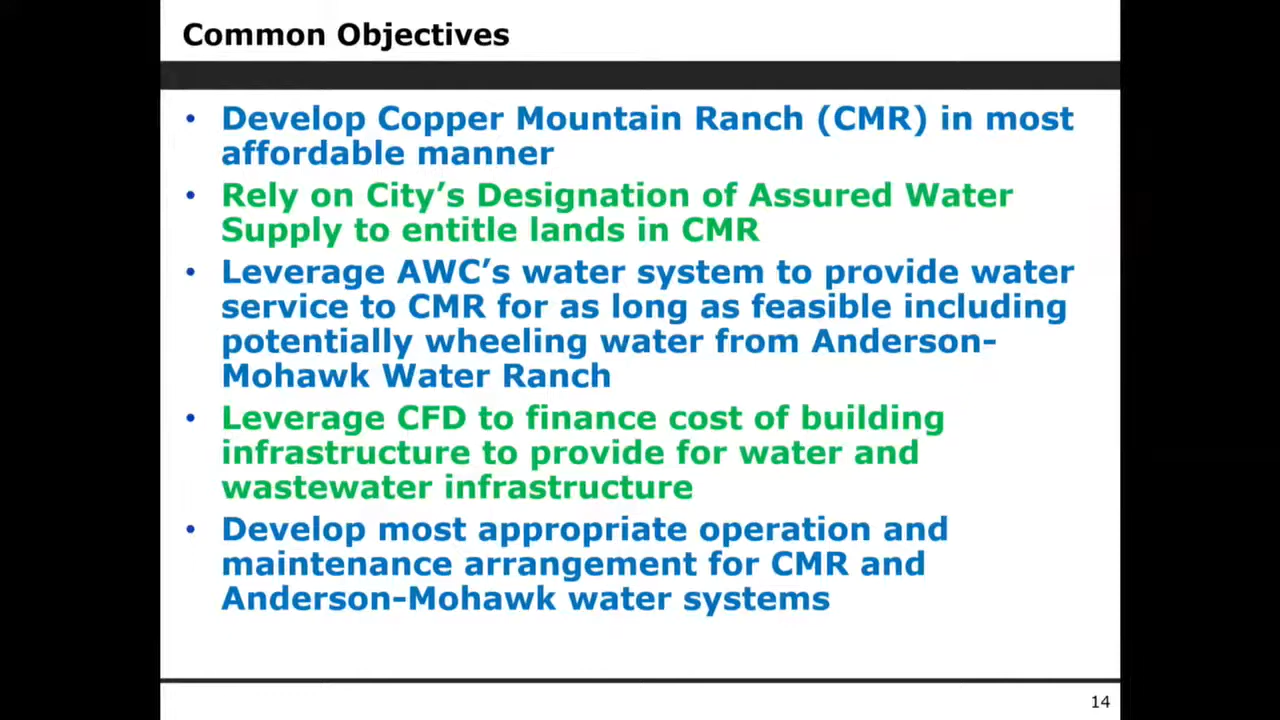 Common Objectives
• Develop Copper Mountain Ranch (CMR) in most
affordable manner
• Rely on City’s Designation of Assured Water
Supply to entitle lands in CMR
• Leverage AWC’s water system to provide water
service to CMR for as long as feasible including
potentially wheeling water from Anderson-
Mohawk Water Ranch
• Leverage CFD to finance cost of building
infrastructure to provide for water and
wastewater infrastructure
• Develop most appropriate operation and
maintenance arrangement for CMR and
Anderson-Mohawk water systems
14